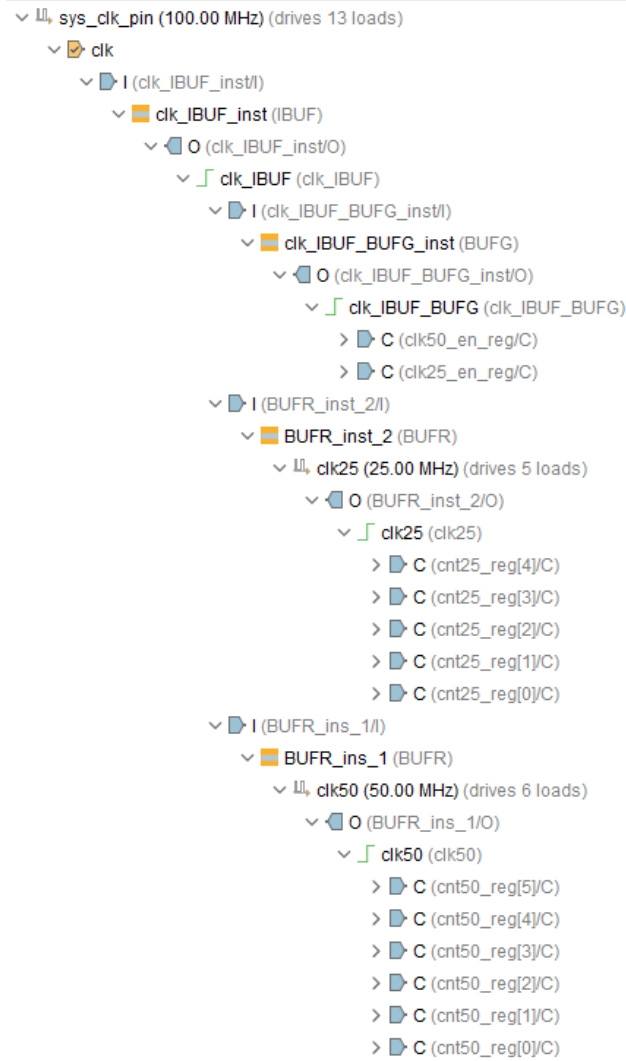 sys_clk_pin (100.00 MHz) (drives 13 loads)
clk
I (clk_IBUF_inst/I)
clk_IBUF_inst (IBUF)
O (clk_IBUF_inst/O)
clk_IBUF (clk_IBUF)
I (clk_IBUF_BUFG_inst/I)
clk_IBUF_BUFG_inst (BUFG)
O (clk_IBUF_BUFG_inst/O)
clk_IBUF_BUFG (clk_IBUF_BUFG)
C (clk50_en_reg/C)
C (clk25_en_reg/C)
I (BUFR_inst_2/I)
BUFR_inst_2 (BUFR)
clk25 (25.00 MHz) (drives 5 loads)
O (BUFR_inst_2/O)
clk25 (clk25)
C (cnt25_reg[4]/C)
C (cnt25_reg[3]/C)
C (cnt25_reg[2]/C)
C (cnt25_reg[1]/C)
C (cnt25_reg[0]/C)
I (BUFR_ins_1/I)
BUFR_ins_1 (BUFR)
clk50 (50.00 MHz) (drives 6 loads)
O (BUFR_ins_1/O)
clk50 (clk50)
C (cnt50_reg[5]/C)
C (cnt50_reg[4]/C)
C (cnt50_reg[3]/C)
C (cnt50_reg[2]/C)
C (cnt50_reg[1]/C)
C (cnt50_reg[0]/C)